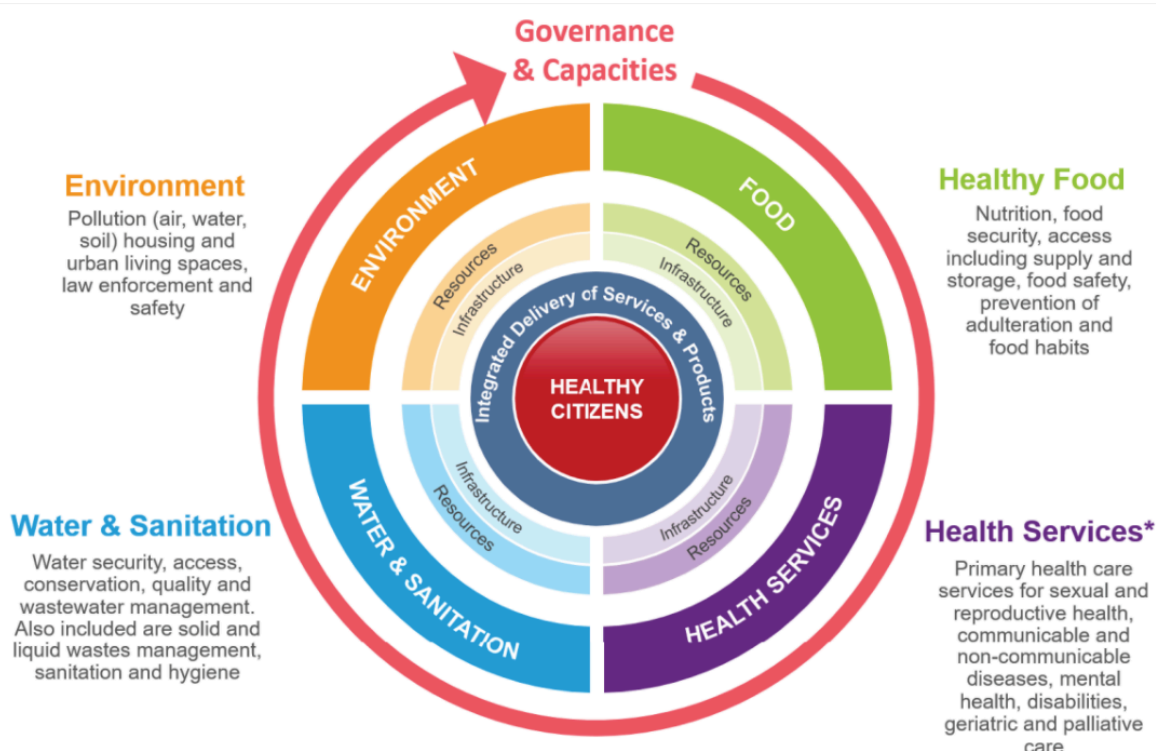 Governance
& Capacities
Environment
Pollution (air, water,
soil) housing and
urban living spaces,
law enforcement and
safety
Healthy Food
Nutrition, food
security, access
including supply and
storage, food safety,
prevention of
adulteration and
food habits
ENVIRONMENT
FOOD
Resources
Infrastructure
Resources
Infrastructure
Integrated Delivery of Services & Products
HEALTHY
CITIZENS
Infrastructure
Resources
Infrastructure
Resources
WATER & SANITATION
HEALTH SERVICES
Water & Sanitation
Water security, access,
conservation, quality and
wastewater management.
Also included are solid and
liquid wastes management,
sanitation and hygiene
Health Services*
Primary health care
services for sexual and
reproductive health,
communicable and
non-communicable
diseases, mental
health, disabilities,
geriatric and palliative
care